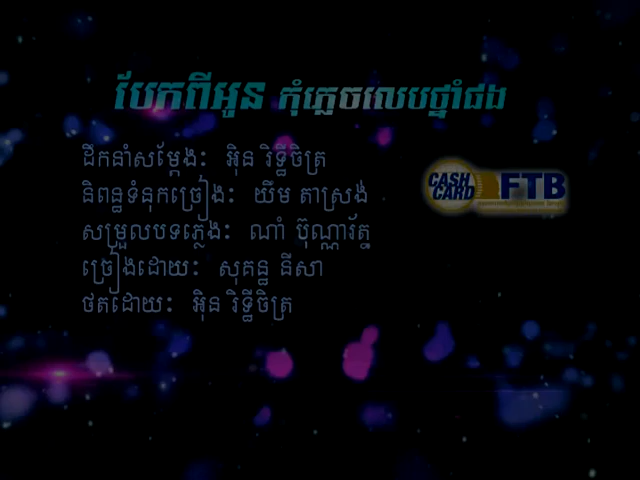 បែកពីអូន កុំភ្លេចលេបថ្នាំផង
ដឹកនាំសម្ដែង៖ អ៊ិន រិទ្ធីចិត្រ
និពន្ធទំនុកច្រៀង៖ យឹម តាស្រង់
សម្រួលបទភ្លេង៖ ណាំ ប៊ុណ្ណារ័ត្ន
ច្រៀងដោយ៖ សុគន្ធ នីសា
ថតដោយ៖ អ៊ិន រិទ្ធីចិត្រ
CASH CARD
FTB